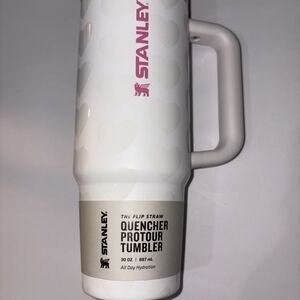 STANLEY
STANLEY
THE FLIP STRAW
QUENCHER
PROTOUR
TUMBLER
30 OZ | 887 mL
All Day Hydration